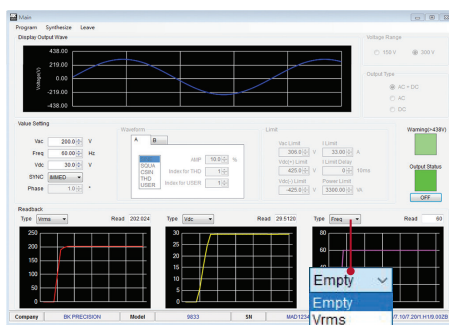 Main
Program Synthesize Leave
Display Output Wave
Voltage Range
438.00
219.00
0.00
-219.00
-438.00
Voltage(V)
150 V 300 V
Output Type
AC + DC
AC
DC
Value Setting
Vac 200.0 V
Freq 60.00 Hz
Vdc 30.0 V
SYNC IMMED
Phase 1.0 °
Waveform
A B
SQUA
CSIN
THD
USER
AMP 10.0 %
Index for THD 1
Index for USER 1
Limit
Vac Limit I Limit
306.0 V 33.00 A
Vdc(+) Limit I Limit Delay
425.0 V 0 10ms
Vdc(-) Limit Power Limit
-425.0 V 3300.00 VA
Warning(>438V)
Output Status
OFF
Readback
Type Vrms Read 202.024
250
200
150
100
50
0
Type Vdc Read 29.5120
30
25
20
15
10
5
0
Type Freq Read 60
80
60
40
Empty
Empty
Vrms
Company BK PRECISION Model 9833 SN MAD1234